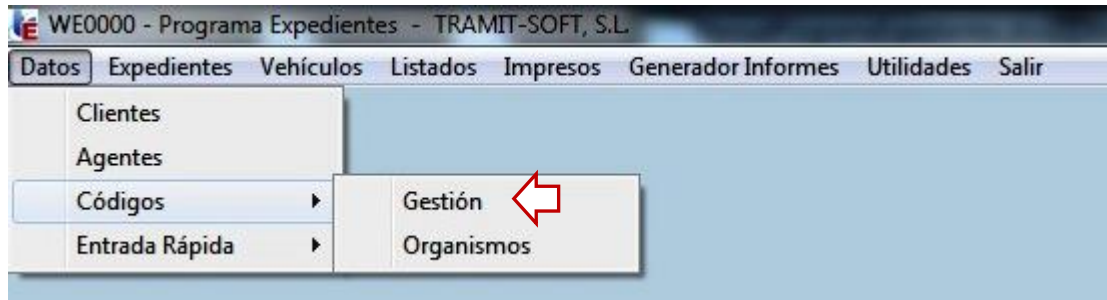 WE0000 - Programa Expedientes - TRAMIT-SOFT, S.L.
Datos Expedientes Vehículos Listados Impresos Generador Informes Utilidades Salir
Clientes
Agentes
Códigos Gestión
Entrada Rápida Organismos